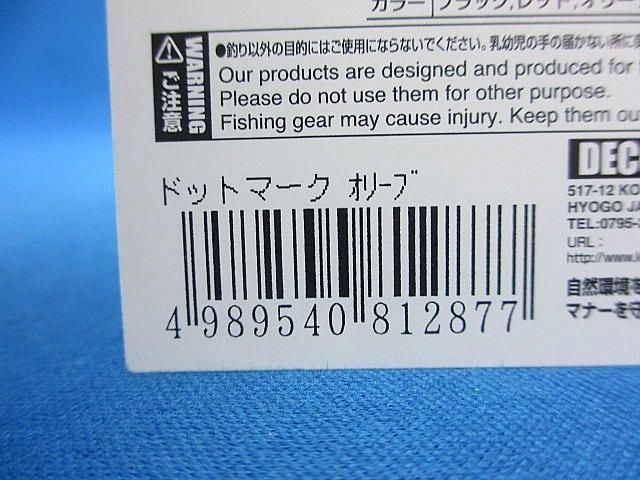 カラー ブラック,レッド,オリー
WARNING
ご注意
●釣り以外の目的にはご使用にならないでください。乳幼児の手の届かない所に
Our products are designed and produced for
Please do not use them for other purpose.
Fishing gear may cause injury. Keep them ou
ドットマーク オリーブ
4 989540 812877
DEC
517-12 KO
HYOGO JA
TEL:0795-
URL :
http://www.k
自然環境を
マナーを守